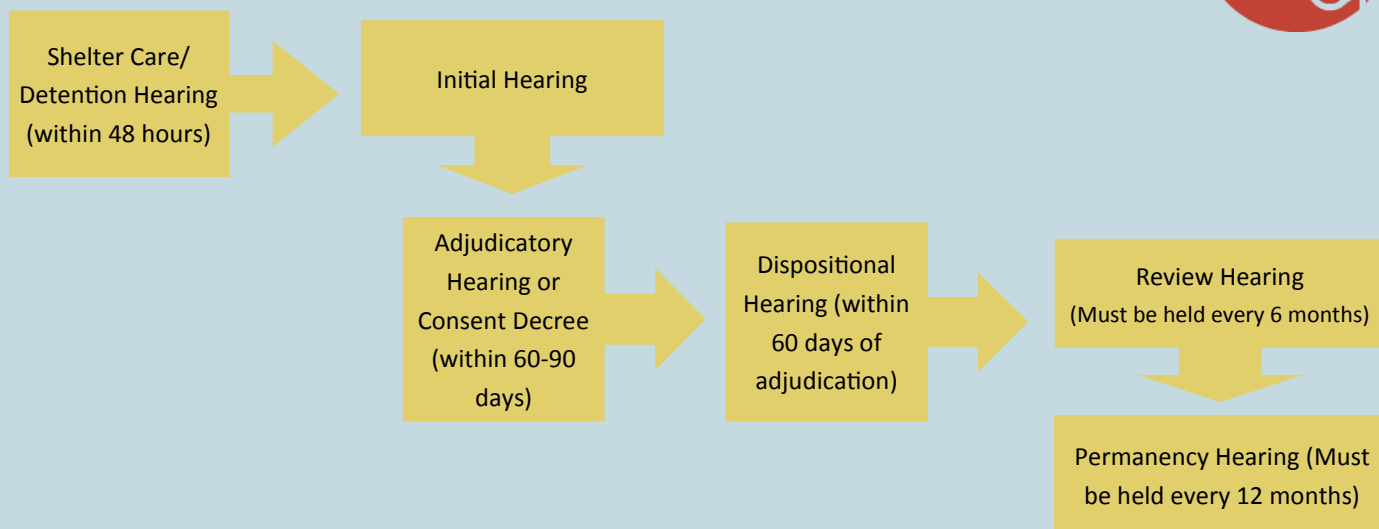 Shelter Care/
Detention Hearing
(within 48 hours)
Initial Hearing
Adjudicatory
Hearing or
Consent Decree
(within 60-90
days)
Dispositional
Hearing (within
60 days of
adjudication)
Review Hearing
(Must be held every 6 months)
Permanency Hearing (Must
be held every 12 months)